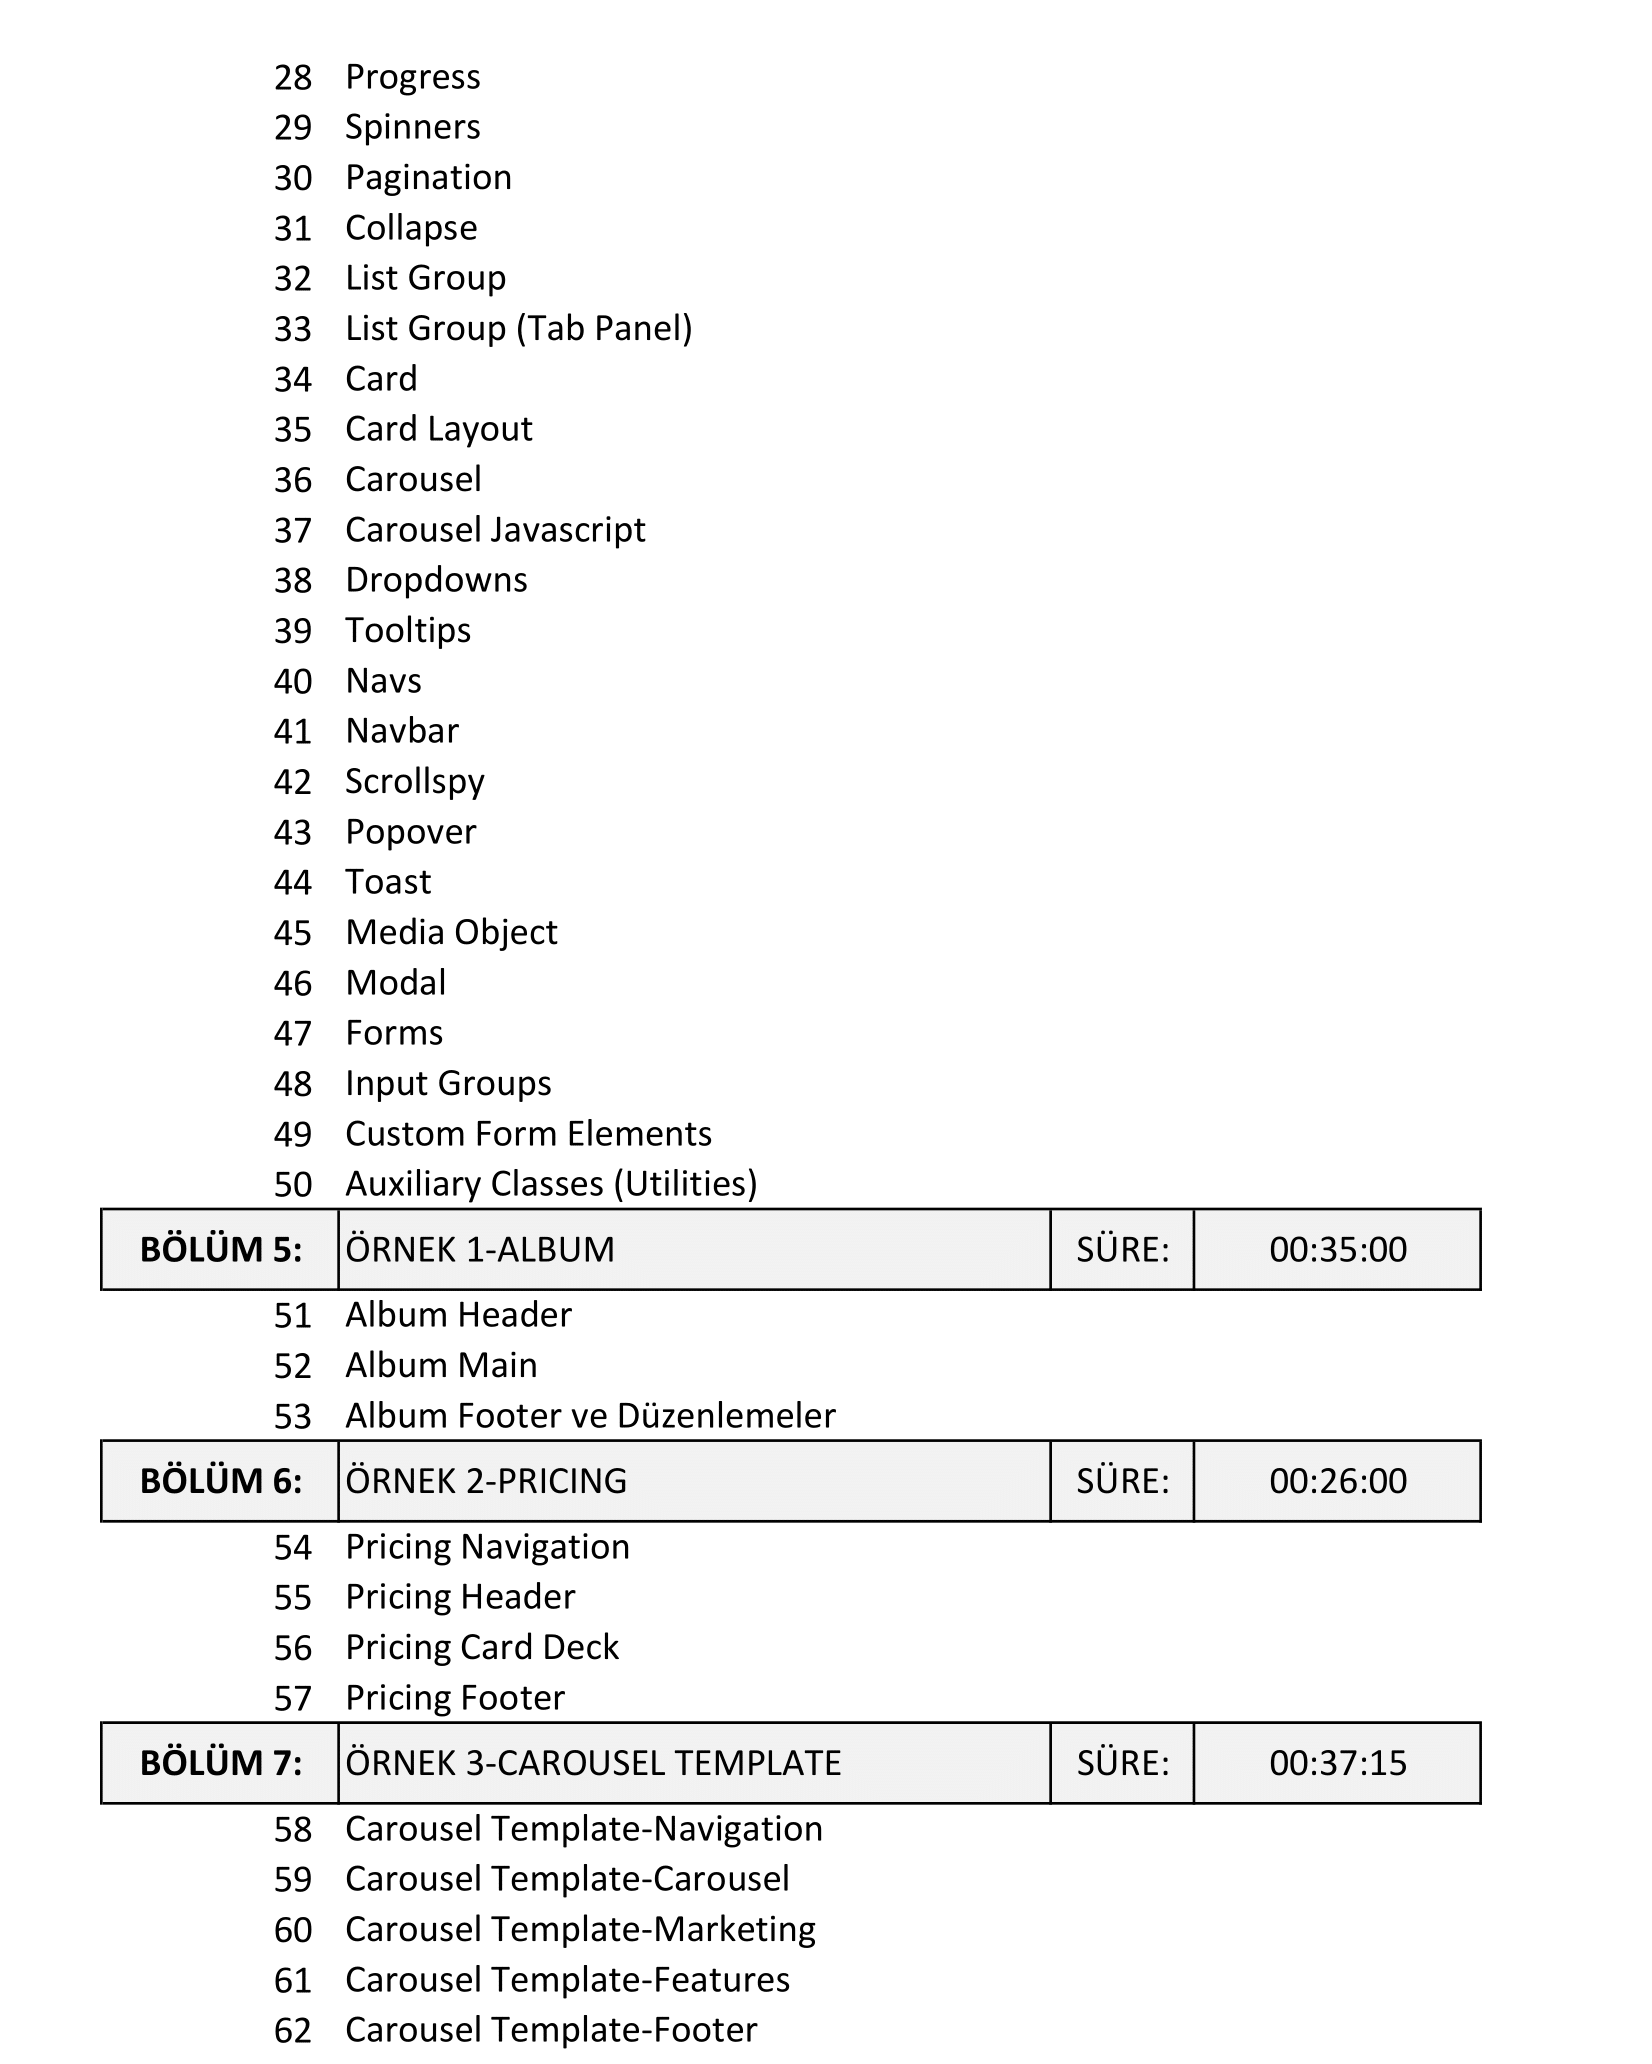 28 Progress
29 Spinners
30 Pagination
31 Collapse
32 List Group
33 List Group (Tab Panel)
34 Card
35 Card Layout
36 Carousel
37 Carousel Javascript
38 Dropdowns
39 Tooltips
40 Navs
41 Navbar
42 Scrollspy
43 Popover
44 Toast
45 Media Object
46 Modal
47 Forms
48 Input Groups
49 Custom Form Elements
50 Auxiliary Classes (Utilities)
BÖLÜM 5: ÖRNEK 1-ALBUM SÜRE: 00:35:00
51 Album Header
52 Album Main
53 Album Footer ve Düzenlemeler
BÖLÜM 6: ÖRNEK 2-PRICING SÜRE: 00:26:00
54 Pricing Navigation
55 Pricing Header
56 Pricing Card Deck
57 Pricing Footer
BÖLÜM 7: ÖRNEK 3-CAROUSEL TEMPLATE SÜRE: 00:37:15
58 Carousel Template-Navigation
59 Carousel Template-Carousel
60 Carousel Template-Marketing
61 Carousel Template-Features
62 Carousel Template-Footer